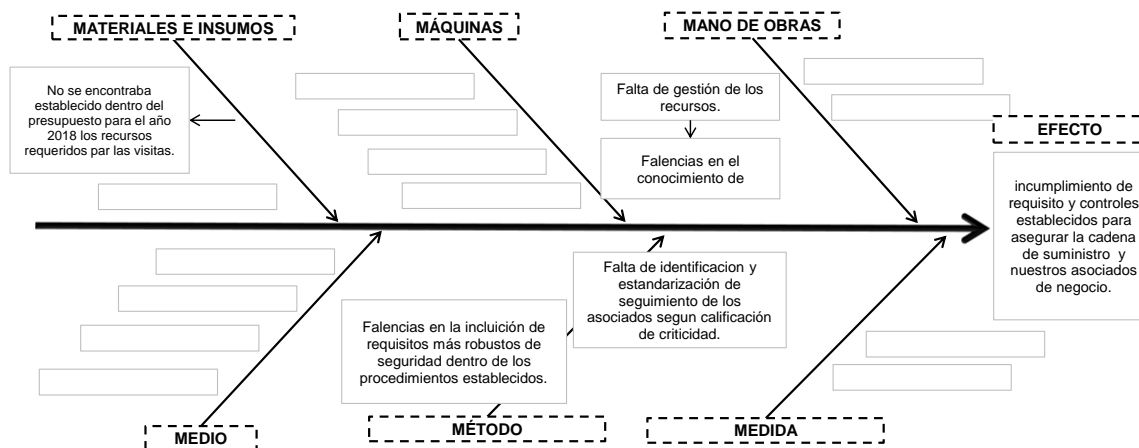 MATERIALES E INSUMOS
MÁQUINAS
MANO DE OBRAS
No se encontraba
establecido dentro del
presupuesto para el año
2018 los recursos
requeridos par las visitas.
Falta de gestión de los
recursos.
Falencias en el
conocimiento de
EFECTO
incumplimiento de
requisito y controles
establecidos para
asegurar la cadena
de suministro y
nuestros asociados
de negocio.
Falta de identificacion y
estandarización de
seguimiento de los
asociados segun calificación
de criticidad.
Falencias en la incluición de
requisitos más robustos de
seguridad dentro de los
procedimientos establecidos.
MEDIO
MÉTODO
MEDIDA